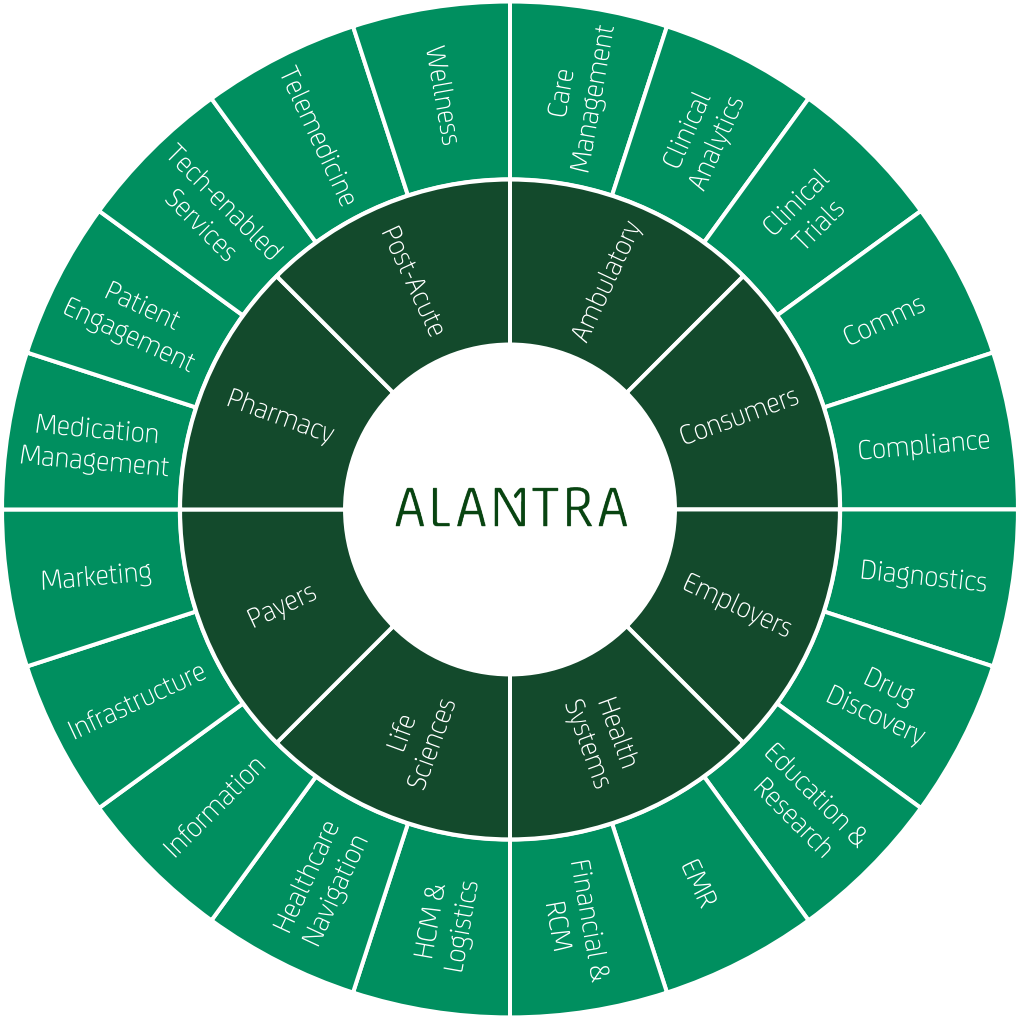 Care
Management
Clinical
Analytics
Clinical
Trials
Comms
Compliance
Diagnostics
Drug
Discovery
Education &
Research
EMR
Financial &
RCM
HCM &
Logistics
Healthcare
Navigation
Information
Infrastructure
Marketing
Medication
Management
Patient
Engagement
Tech-enabled
Services
Telemedicine
Wellness
Ambulatory
Consumers
Employers
Health
Systems
Life
Sciences
Payers
Pharmacy
Post-Acute
ALANTRA